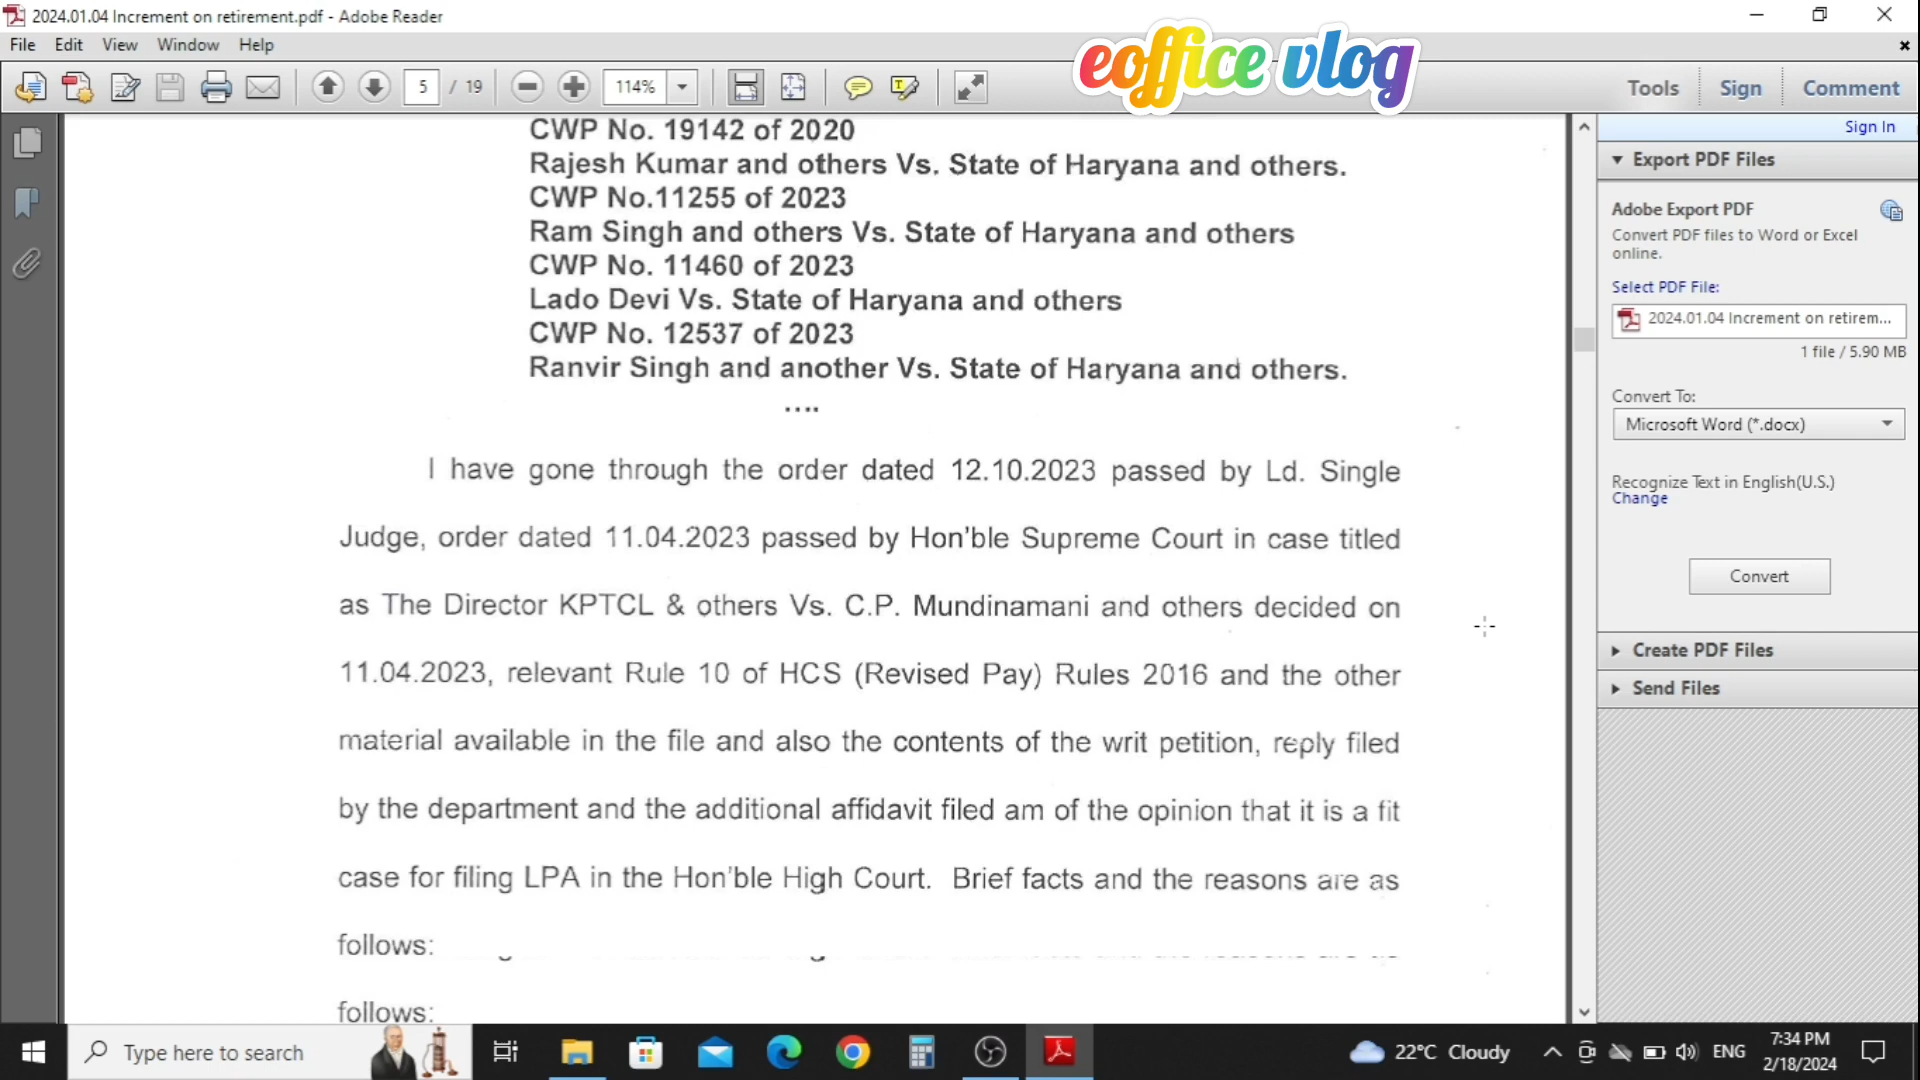 2024.01.04 Increment on retirement.pdf - Adobe Reader
File Edit View Window Help
eoffice vlog
5 / 19 114% Tools Sign Comment
Sign In
CWP No. 19142 of 2020
Rajesh Kumar and others Vs. State of Haryana and others.
CWP No.11255 of 2023
Ram Singh and others Vs. State of Haryana and others
CWP No. 11460 of 2023
Lado Devi Vs. State of Haryana and others
CWP No. 12537 of 2023
Ranvir Singh and another Vs. State of Haryana and others.
....
I have gone through the order dated 12.10.2023 passed by Ld. Single
Judge, order dated 11.04.2023 passed by Hon'ble Supreme Court in case titled
as The Director KPTCL & others Vs. C.P. Mundinamani and others decided on
11.04.2023, relevant Rule 10 of HCS (Revised Pay) Rules 2016 and the other
material available in the file and also the contents of the writ petition, reply filed
by the department and the additional affidavit filed am of the opinion that it is a fit
case for filing LPA in the Hon'ble High Court. Brief facts and the reasons are as
follows:
follows:
Export PDF Files
Adobe Export PDF
Convert PDF files to Word or Excel
online.
Select PDF File:
2024.01.04 Increment on retirem...
1 file / 5.90 MB
Convert To:
Microsoft Word (*.docx)
Recognize Text in English(U.S.)
Change
Convert
Create PDF Files
Send Files
Type here to search
22°C Cloudy
ENG
7:34 PM
2/18/2024